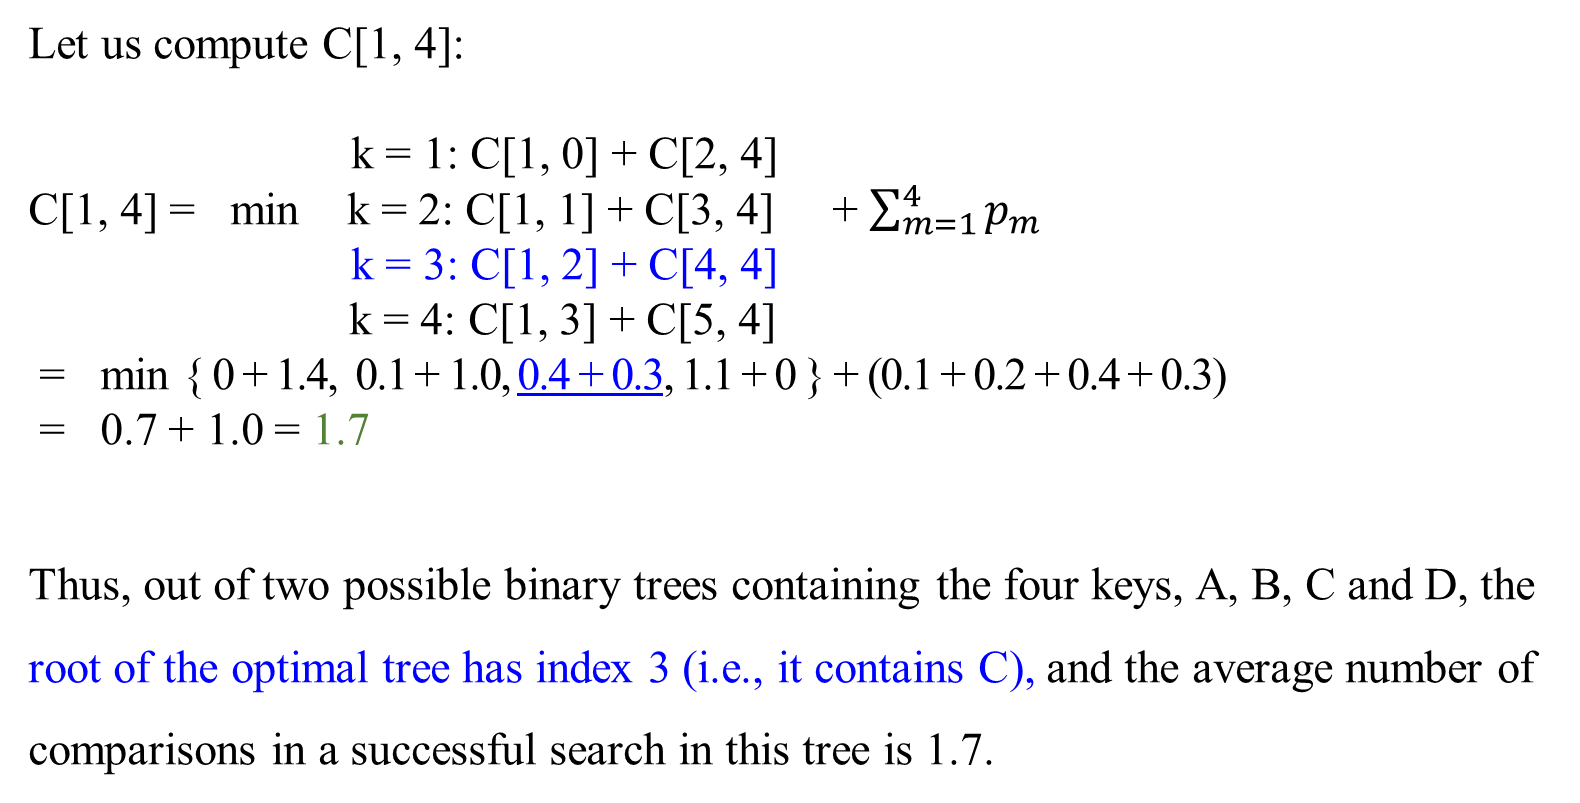 Let us compute C[1, 4]:
k = 1: C[1, 0] + C[2, 4]
C[1, 4] = min k = 2: C[1, 1] + C[3, 4] + ∑⁴ₘ₌₁ pₘ
k = 3: C[1, 2] + C[4, 4]
k = 4: C[1, 3] + C[5, 4]
= min { 0 + 1.4, 0.1 + 1.0, 0.4 + 0.3, 1.1 + 0 } + (0.1 + 0.2 + 0.4 + 0.3)
= 0.7 + 1.0 = 1.7
Thus, out of two possible binary trees containing the four keys, A, B, C and D, the
root of the optimal tree has index 3 (i.e., it contains C), and the average number of
comparisons in a successful search in this tree is 1.7.